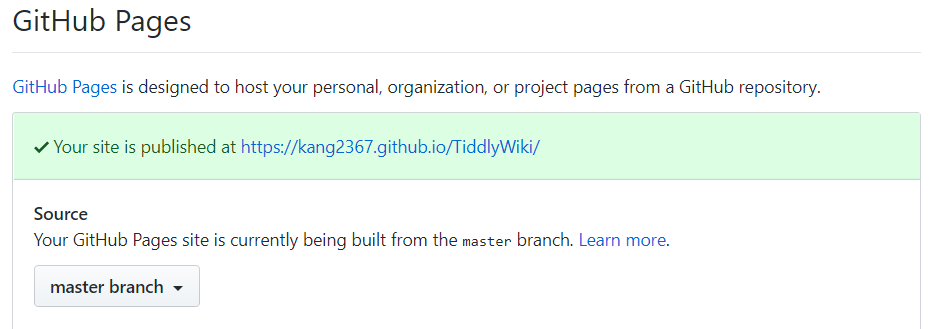 GitHub Pages
GitHub Pages is designed to host your personal, organization, or project pages from a GitHub repository.
✔ Your site is published at https://kang2367.github.io/TiddlyWiki/
Source
Your GitHub Pages site is currently being built from the master branch. Learn more.
master branch